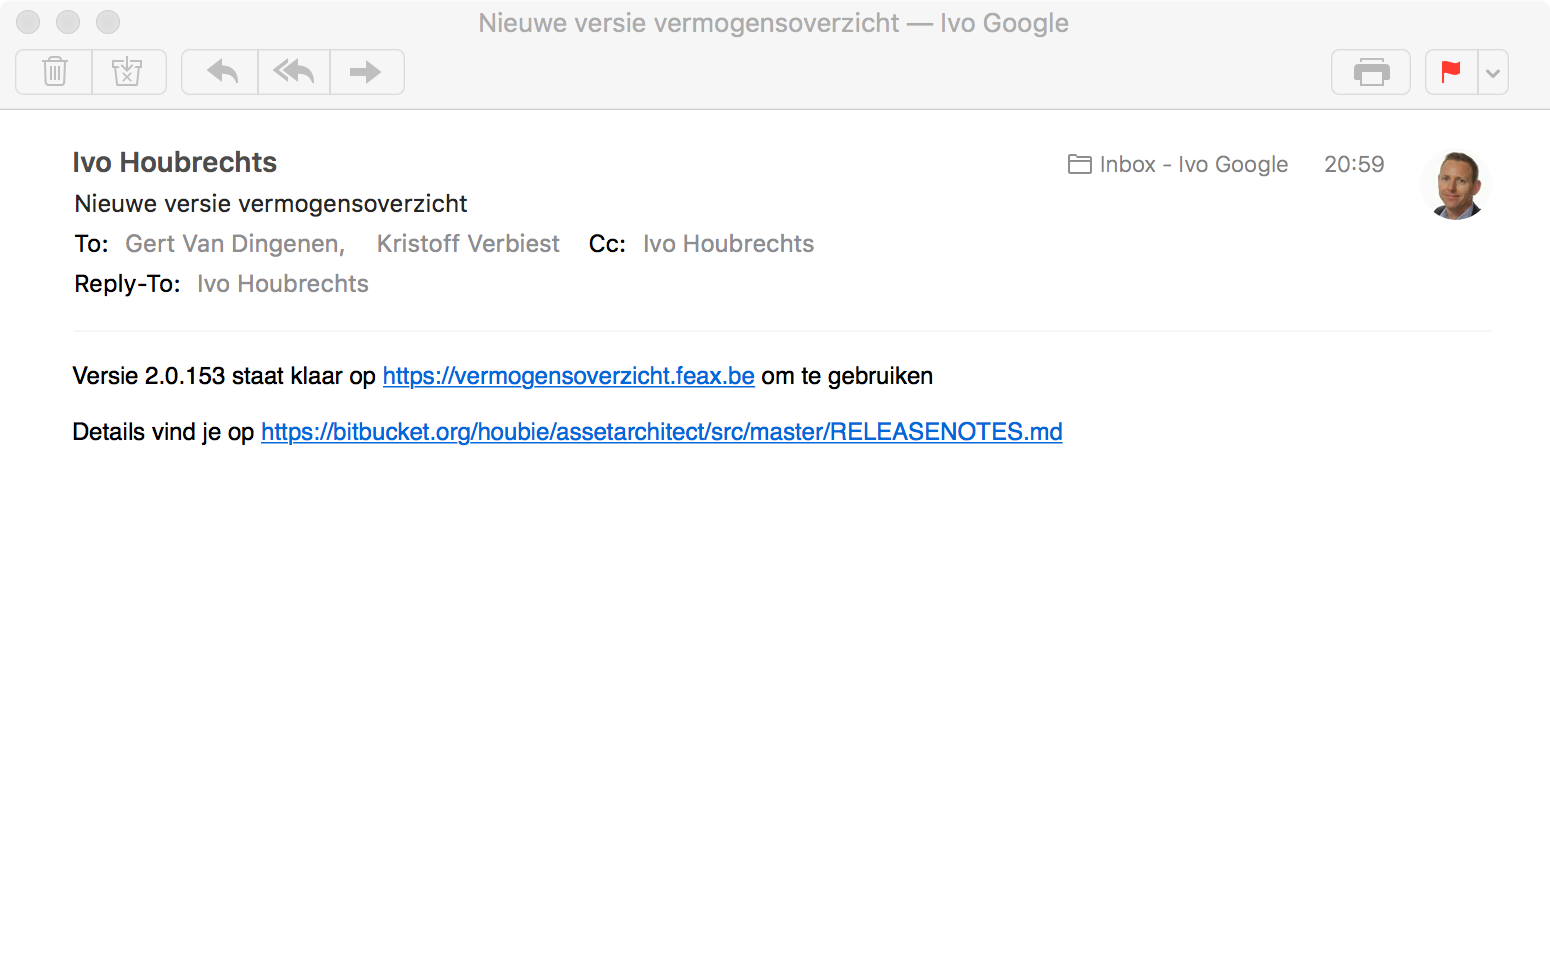 Nieuwe versie vermogensoverzicht — Ivo Google
Ivo Houbrechts
Inbox - Ivo Google 20:59
Nieuwe versie vermogensoverzicht
To: Gert Van Dingenen, Kristoff Verbiest Cc: Ivo Houbrechts
Reply-To: Ivo Houbrechts
Versie 2.0.153 staat klaar op https://vermogensoverzicht.feax.be om te gebruiken
Details vind je op https://bitbucket.org/houbie/assetarchitect/src/master/RELEASENOTES.md